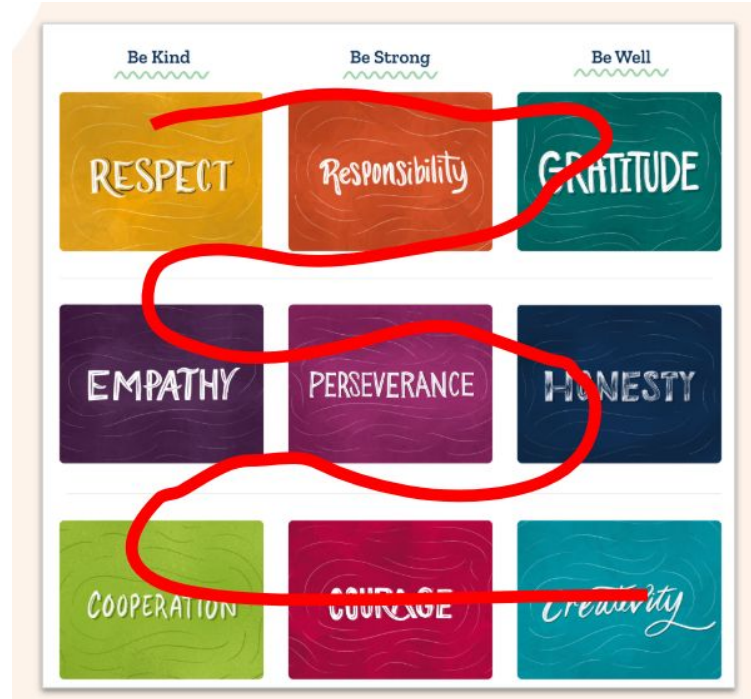 Be Kind Be Strong Be Well
RESPECT Responsibility GRATITUDE
EMPATHY PERSEVERANCE HONESTY
COOPERATION COURAGE Creativity